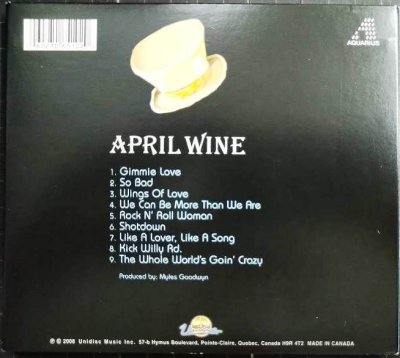 AQUARIUS
APRIL WINE
1. Gimmie Love
2. So Bad
3. Wings Of Love
4. We Can Be More Than We Are
5. Rock N' Roll Woman
6. Shotdown
7. Like A Lover, Like A Song
8. Kick Willy Rd.
9. The Whole World's Goin' Crazy
Produced by: Myles Goodwyn
℗ © 2008 Unidisc Music Inc. 57-b Hymus Boulevard, Pointe-Claire, Quebec, Canada H9R 4T2 MADE IN CANADA